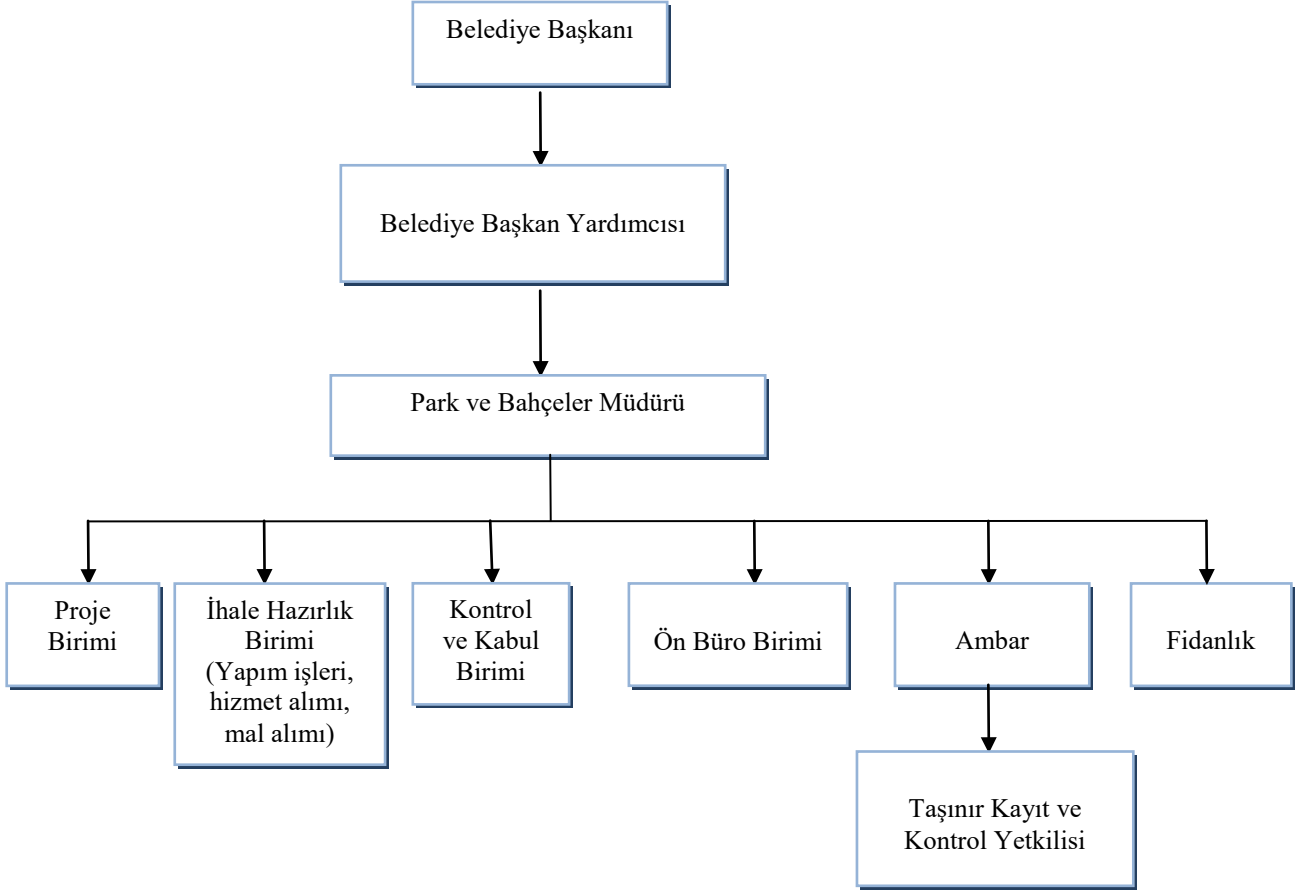 Belediye Başkanı
Belediye Başkan Yardımcısı
Park ve Bahçeler Müdürü
Proje
Birimi
İhale Hazırlık
Birimi
(Yapım işleri,
hizmet alımı,
mal alımı)
Kontrol
ve Kabul
Birimi
Ön Büro Birimi
Ambar
Fidanlık
Taşınır Kayıt ve
Kontrol Yetkilisi